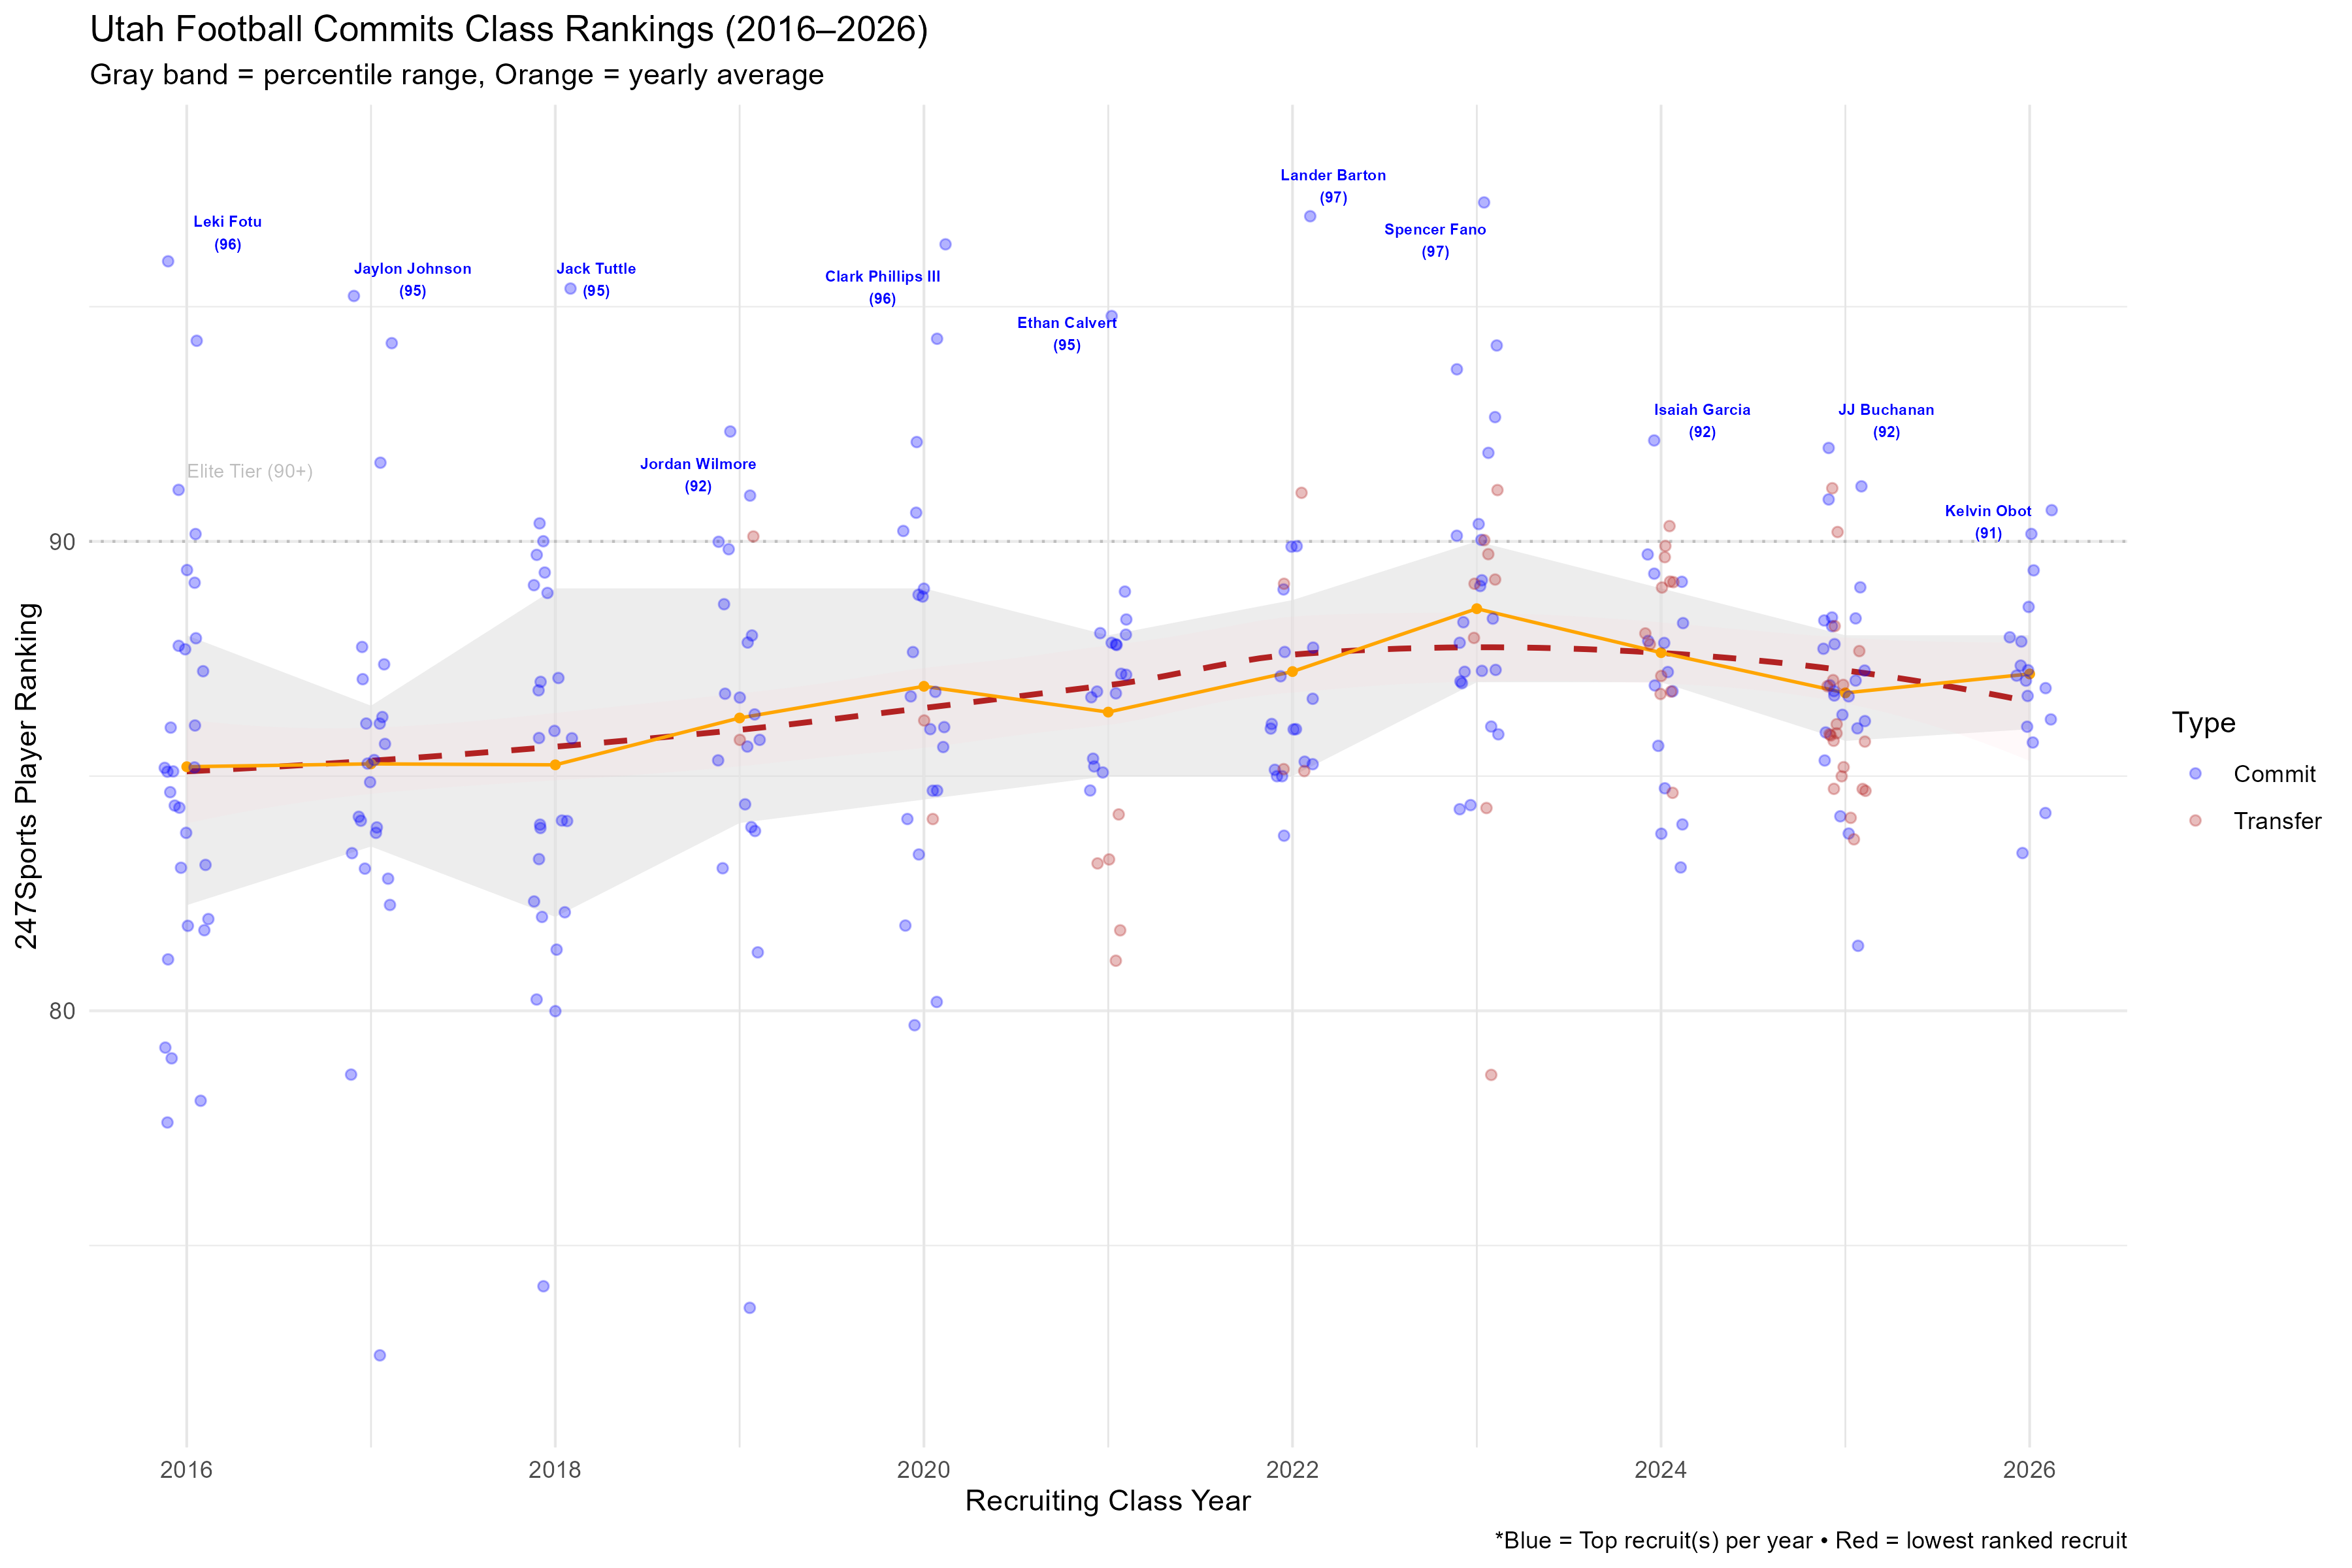 Utah Football Commits Class Rankings (2016–2026)
Gray band = percentile range, Orange = yearly average
Lander Barton
(97)
Leki Fotu
(96)
Spencer Fano
(97)
Jaylon Johnson
(95)
Jack Tuttle
(95)
Clark Phillips III
(96)
Ethan Calvert
(95)
Isaiah Garcia
(92)
JJ Buchanan
(92)
Jordan Wilmore
(92)
Elite Tier (90+)
Kelvin Obot
(91)
90
80
247Sports Player Ranking
Type
Commit
Transfer
2016
2018
2020
2022
2024
2026
Recruiting Class Year
*Blue = Top recruit(s) per year • Red = lowest ranked recruit